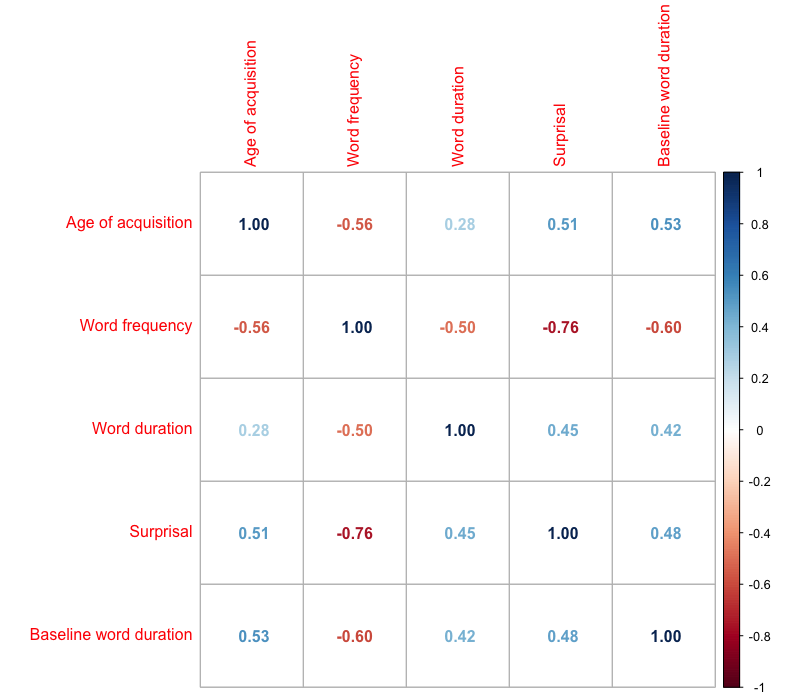 Age of acquisition
Word frequency
Word duration
Surprisal
Baseline word duration
Age of acquisition 1.00 -0.56 0.28 0.51 0.53
Word frequency -0.56 1.00 -0.50 -0.76 -0.60
Word duration 0.28 -0.50 1.00 0.45 0.42
Surprisal 0.51 -0.76 0.45 1.00 0.48
Baseline word duration 0.53 -0.60 0.42 0.48 1.00
1
0.8
0.6
0.4
0.2
0
-0.2
-0.4
-0.6
-0.8
-1